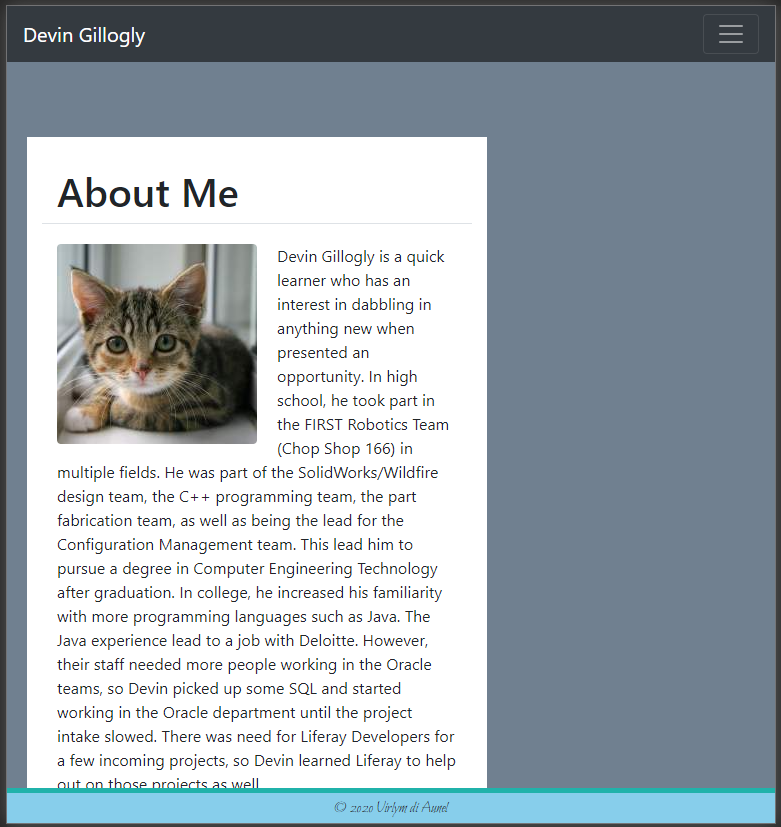 Devin Gillogly
About Me
Devin Gillogly is a quick
learner who has an
interest in dabbling in
anything new when
presented an
opportunity. In high
school, he took part in
the FIRST Robotics Team
(Chop Shop 166) in
multiple fields. He was part of the SolidWorks/Wildfire
design team, the C++ programming team, the part
fabrication team, as well as being the lead for the
Configuration Management team. This lead him to
pursue a degree in Computer Engineering Technology
after graduation. In college, he increased his familiarity
with more programming languages such as Java. The
Java experience lead to a job with Deloitte. However,
their staff needed more people working in the Oracle
teams, so Devin picked up some SQL and started
working in the Oracle department until the project
intake slowed. There was need for Liferay Developers for
a few incoming projects, so Devin learned Liferay to help
out on those projects as well.
© 2020 Virlym di Aunel